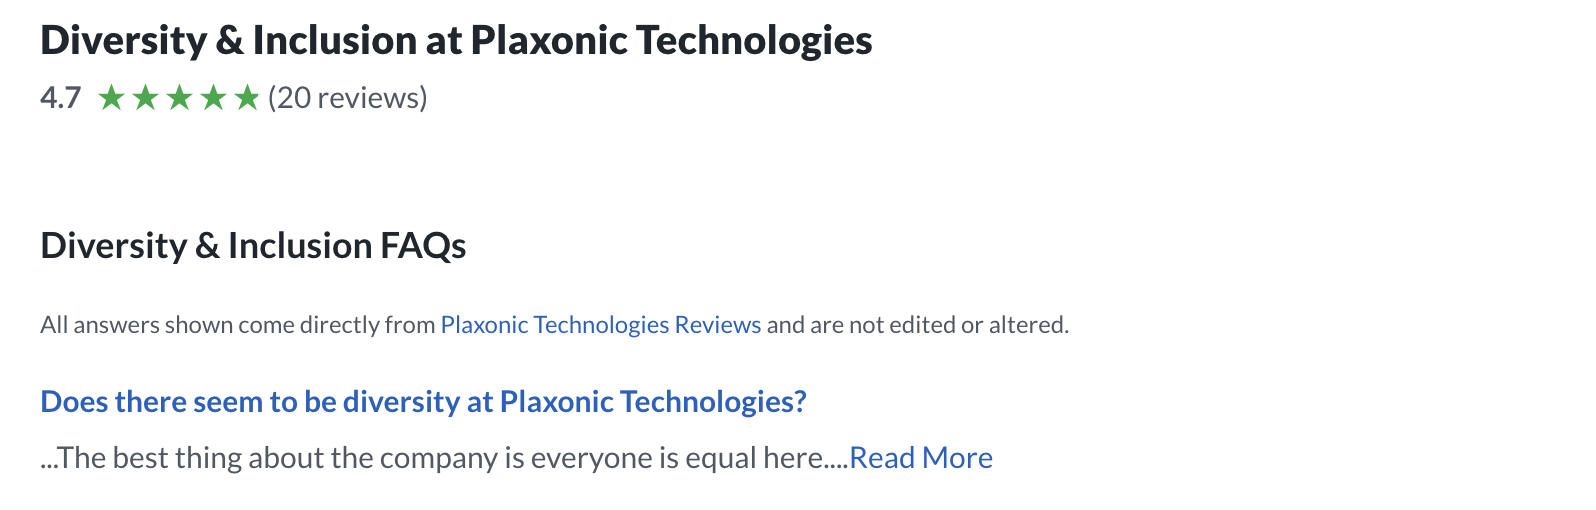 Diversity & Inclusion at Plaxonic Technologies
4.7 ★★★★★ (20 reviews)
Diversity & Inclusion FAQs
All answers shown come directly from Plaxonic Technologies Reviews and are not edited or altered.
Does there seem to be diversity at Plaxonic Technologies?
...The best thing about the company is everyone is equal here....Read More